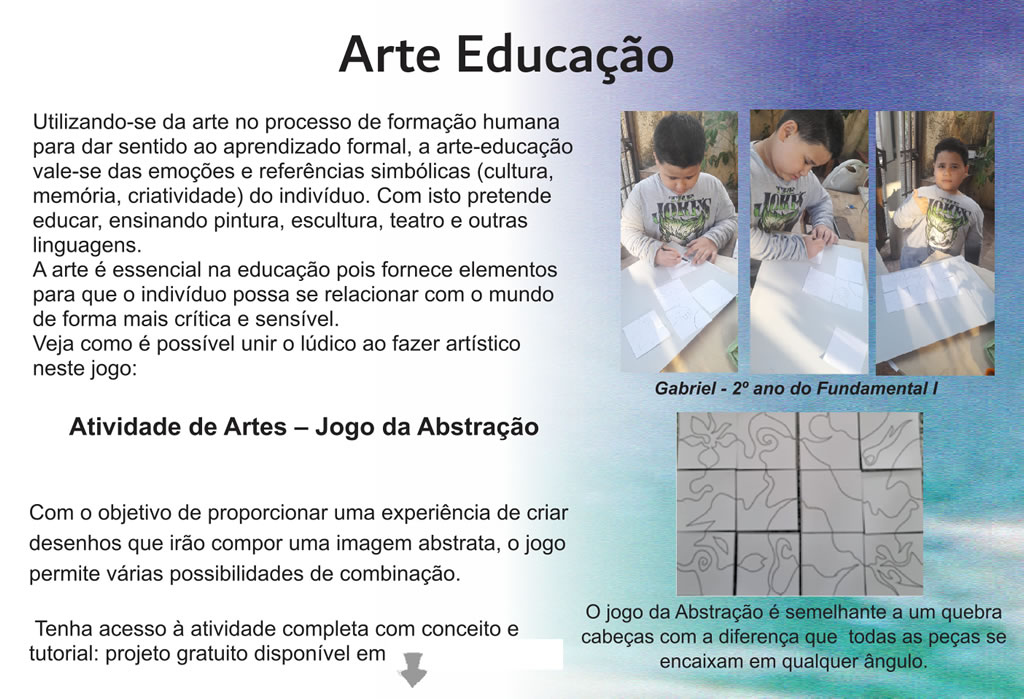 Arte Educação
Utilizando-se da arte no processo de formação humana
para dar sentido ao aprendizado formal, a arte-educação
vale-se das emoções e referências simbólicas (cultura,
memória, criatividade) do indivíduo. Com isto pretende
educar, ensinando pintura, escultura, teatro e outras
linguagens.
A arte é essencial na educação pois fornece elementos
para que o indivíduo possa se relacionar com o mundo
de forma mais crítica e sensível.
Veja como é possível unir o lúdico ao fazer artístico
neste jogo:
Atividade de Artes – Jogo da Abstração
Com o objetivo de proporcionar uma experiência de criar
desenhos que irão compor uma imagem abstrata, o jogo
permite várias possibilidades de combinação.
Tenha acesso à atividade completa com conceito e
tutorial: projeto gratuito disponível em
THE
JOKER
THE
JOKER
JOKER
Gabriel - 2º ano do Fundamental I
O jogo da Abstração é semelhante a um quebra
cabeças com a diferença que todas as peças se
encaixam em qualquer ângulo.